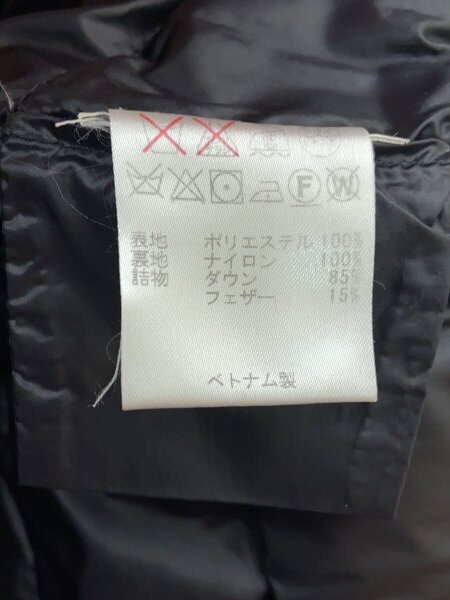 F W
表地 ポリエステル 100%
裏地 ナイロン 100%
詰物 ダウン 85%
フェザー 15%
ベトナム製